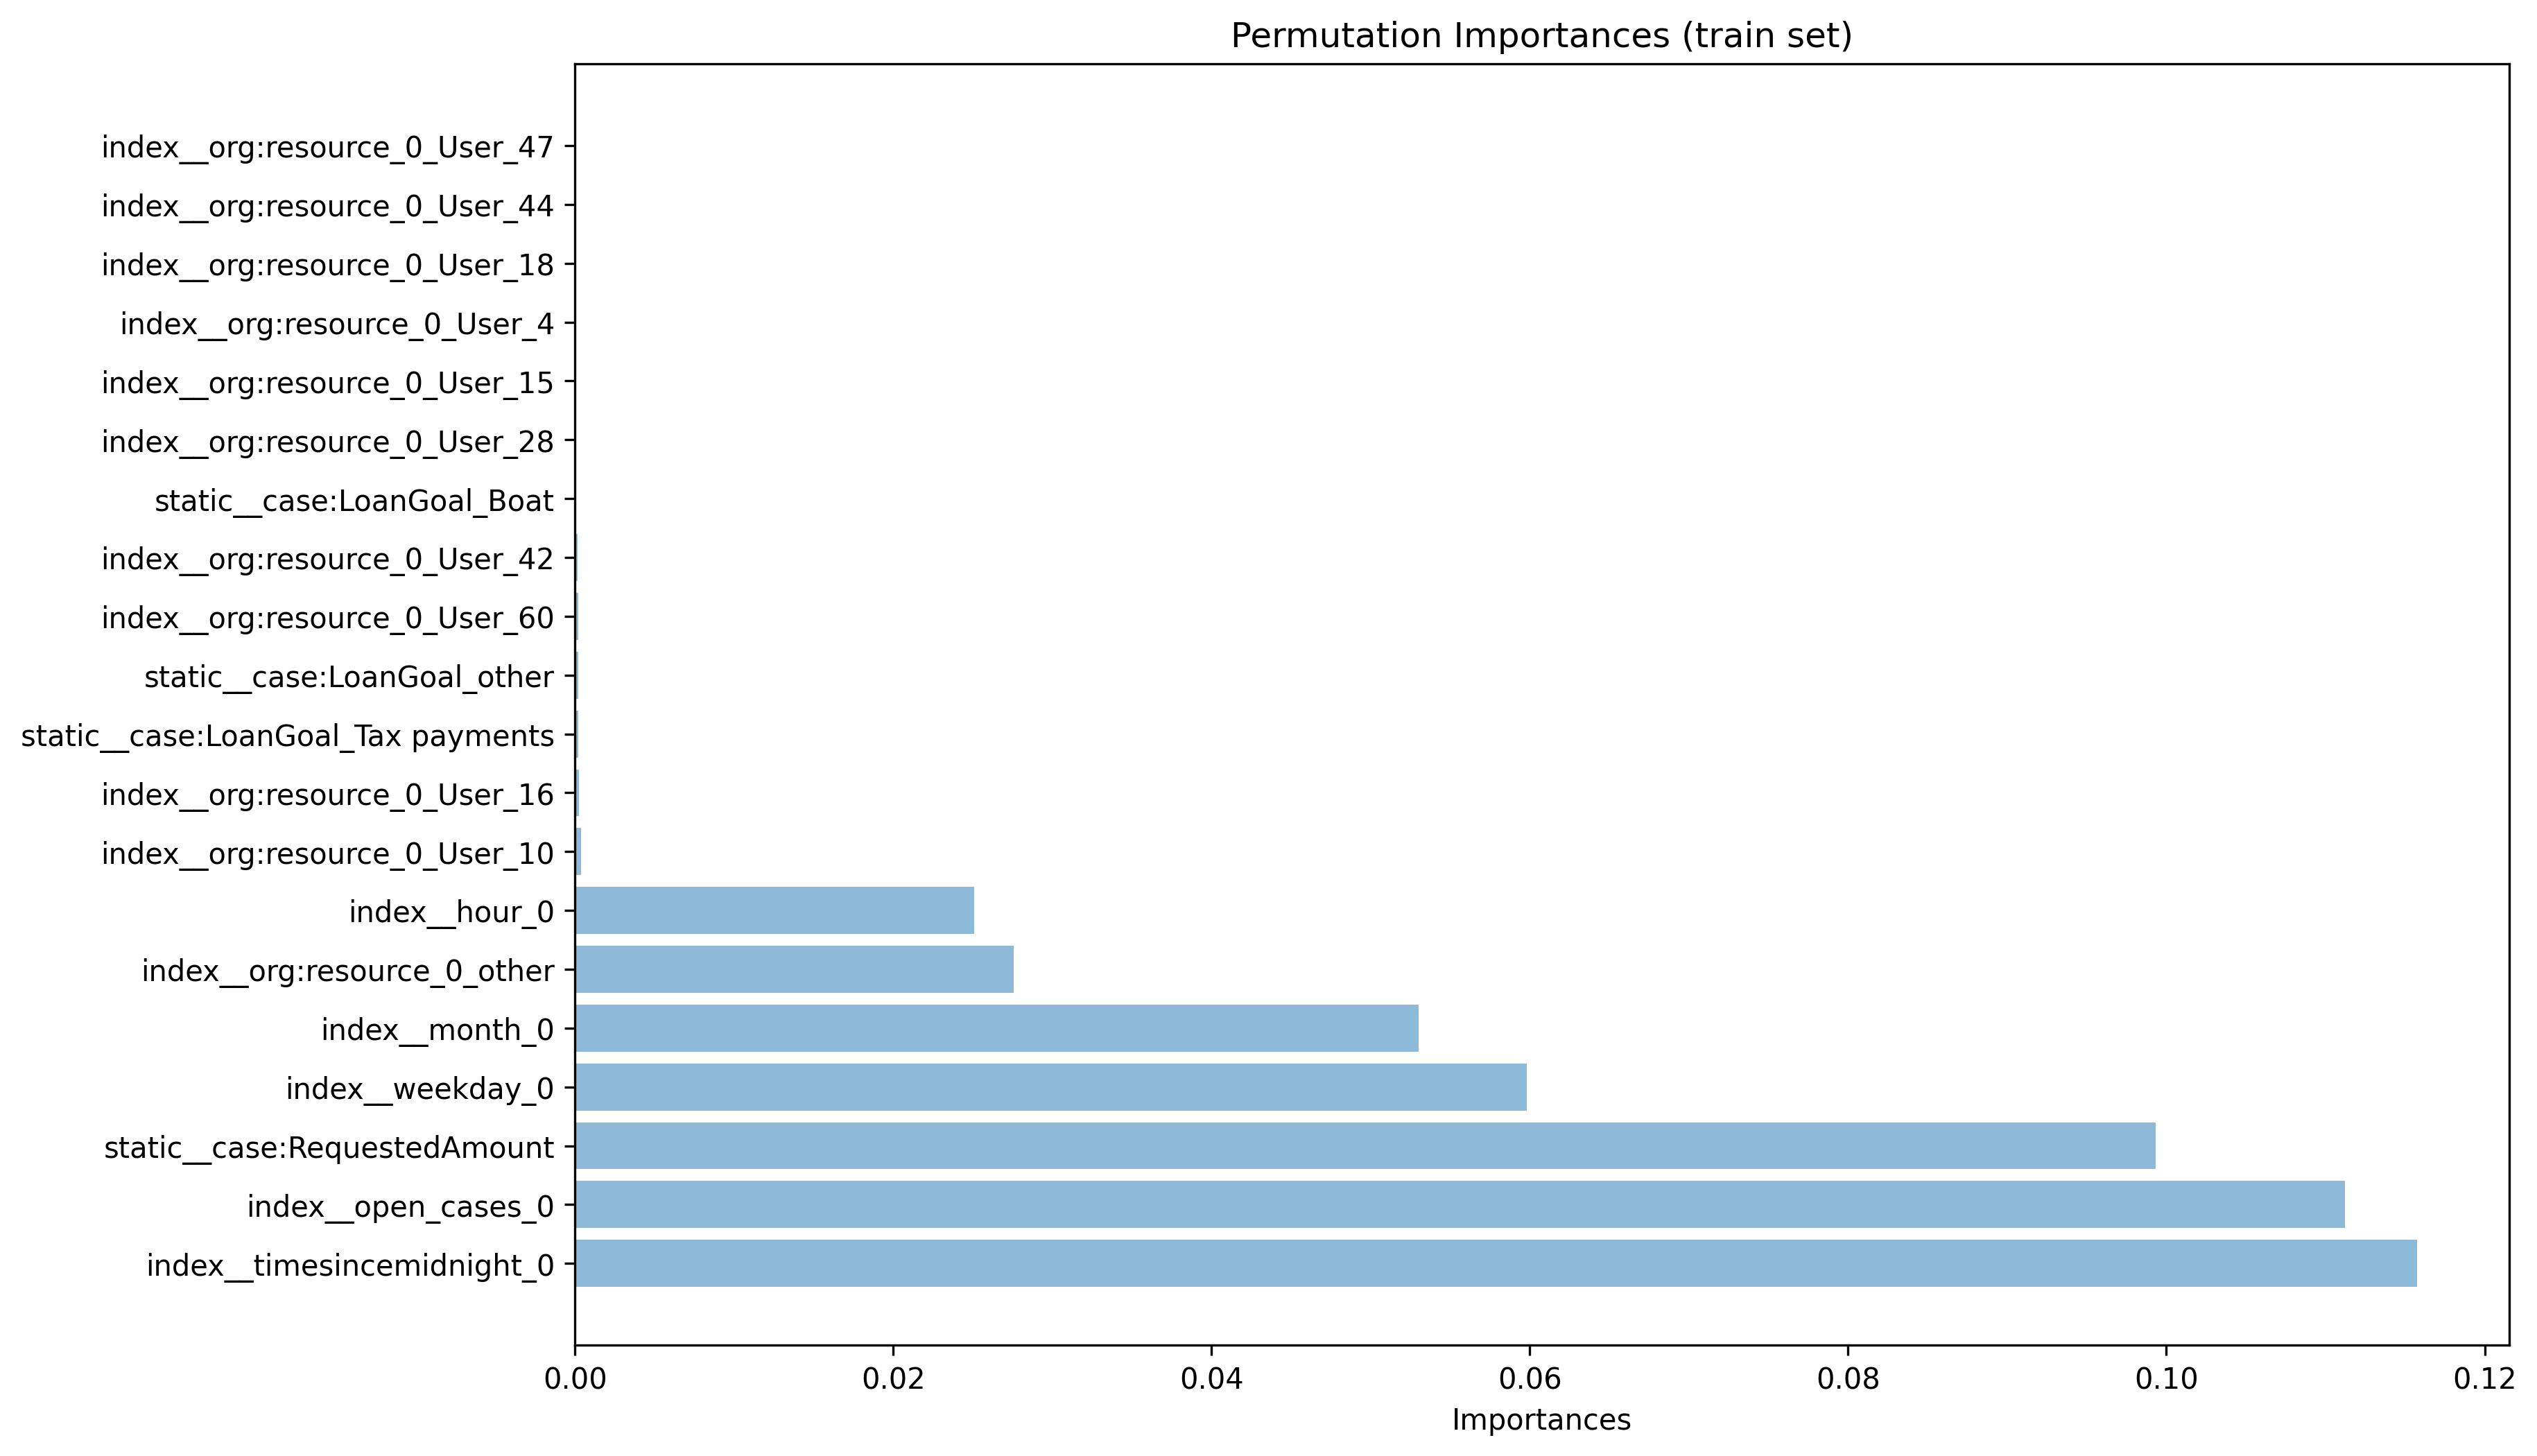 Permutation Importances (train set)
index__org:resource_0_User_47
index__org:resource_0_User_44
index__org:resource_0_User_18
index__org:resource_0_User_4
index__org:resource_0_User_15
index__org:resource_0_User_28
static__case:LoanGoal_Boat
index__org:resource_0_User_42
index__org:resource_0_User_60
static__case:LoanGoal_other
static__case:LoanGoal_Tax payments
index__org:resource_0_User_16
index__org:resource_0_User_10
index__hour_0
index__org:resource_0_other
index__month_0
index__weekday_0
static__case:RequestedAmount
index__open_cases_0
index__timesincemidnight_0
0.00 0.02 0.04 0.06 0.08 0.10 0.12
Importances